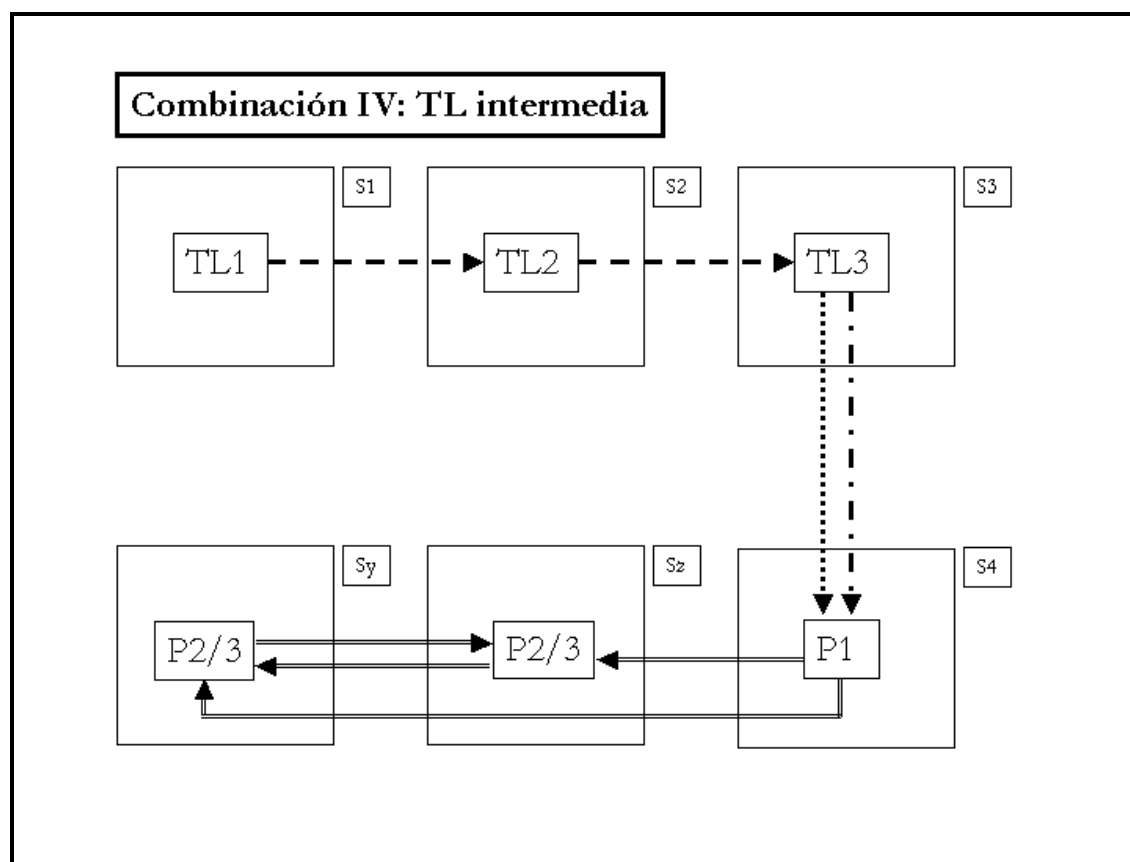 Combinación IV: TL intermedia
S1
S2
S3
TL1
TL2
TL3
Sy
Sz
S4
P2/3
P2/3
P1